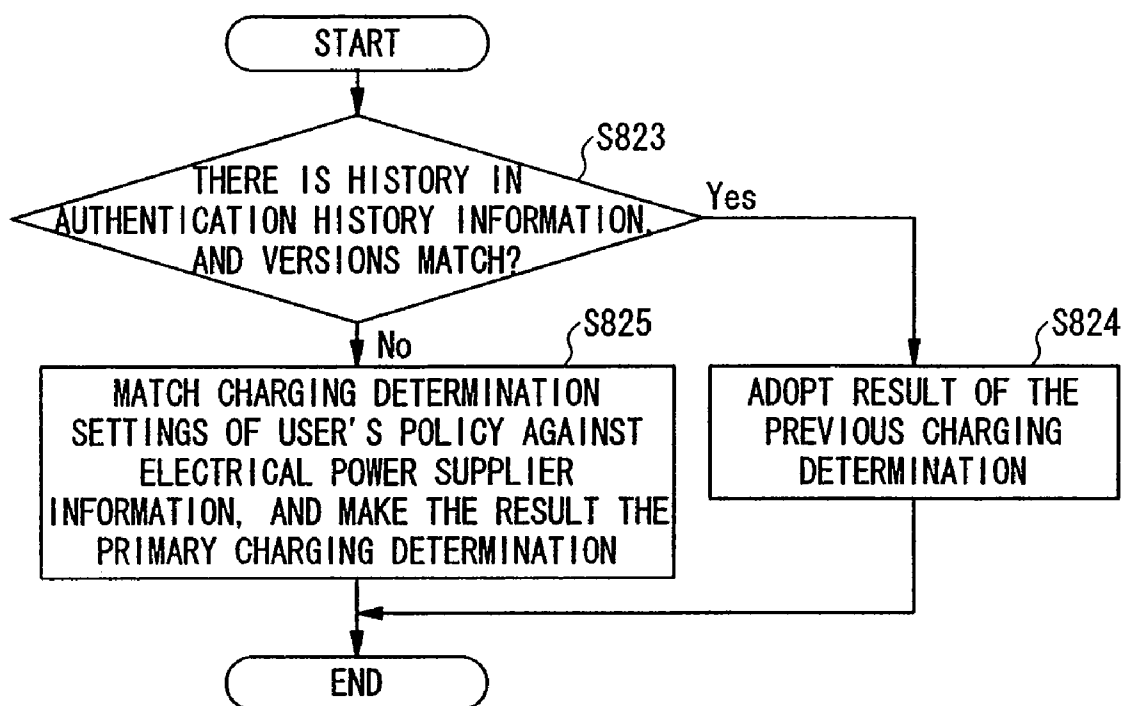 START
S823
THERE IS HISTORY IN
AUTHENTICATION HISTORY INFORMATION,
AND VERSIONS MATCH?
Yes
No
S825
MATCH CHARGING DETERMINATION
SETTINGS OF USER'S POLICY AGAINST
ELECTRICAL POWER SUPPLIER
INFORMATION, AND MAKE THE RESULT THE
PRIMARY CHARGING DETERMINATION
S824
ADOPT RESULT OF THE
PREVIOUS CHARGING
DETERMINATION
END